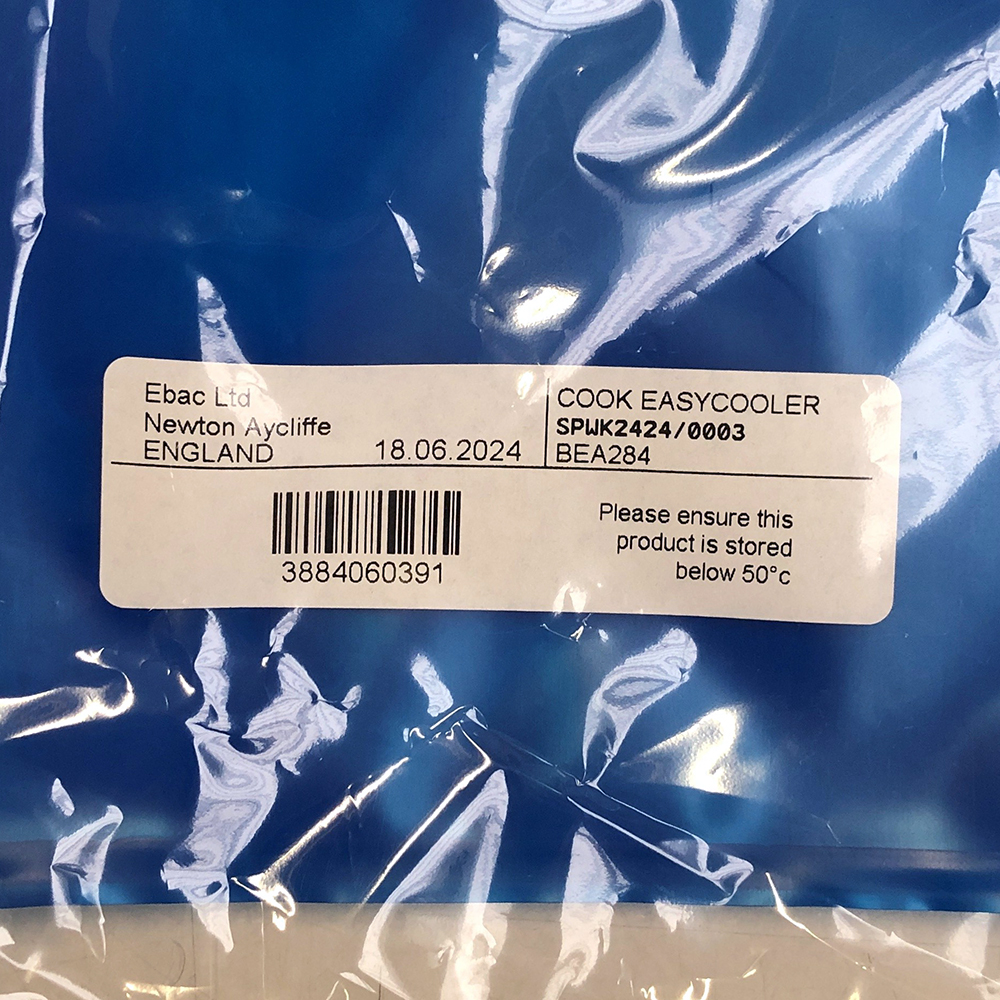 Ebac Ltd
Newton Aycliffe
ENGLAND
18.06.2024
COOK EASYCOOLER
SPWK2424/0003
BEA284
3884060391
Please ensure this
product is stored
below 50°c